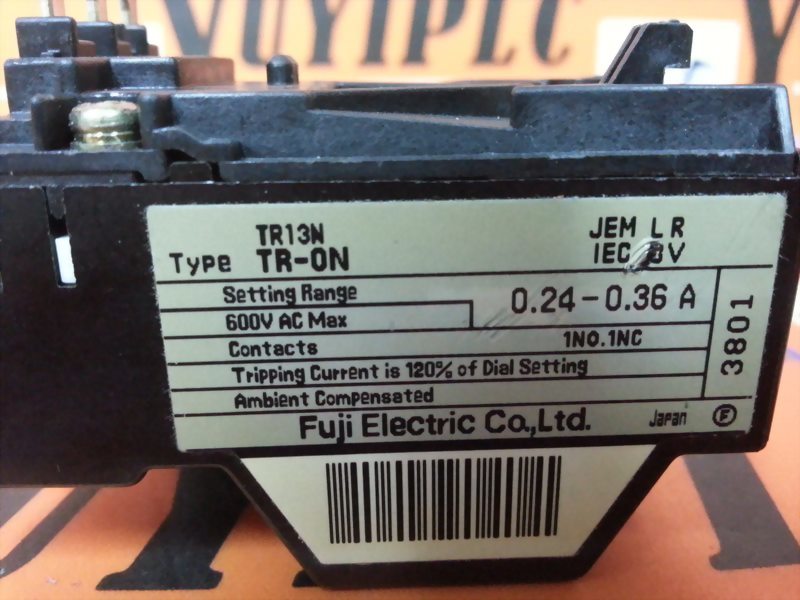 NUYIPLC
TR13N
Type TR-0N
JEM L R
IEC V
Setting Range
0.24-0.36 A
600V AC Max
Contacts 1NO.1NC
Tripping Current is 120% of Dial Setting
Ambient Compensated
Fuji Electric Co.,Ltd.
Japan F
3801